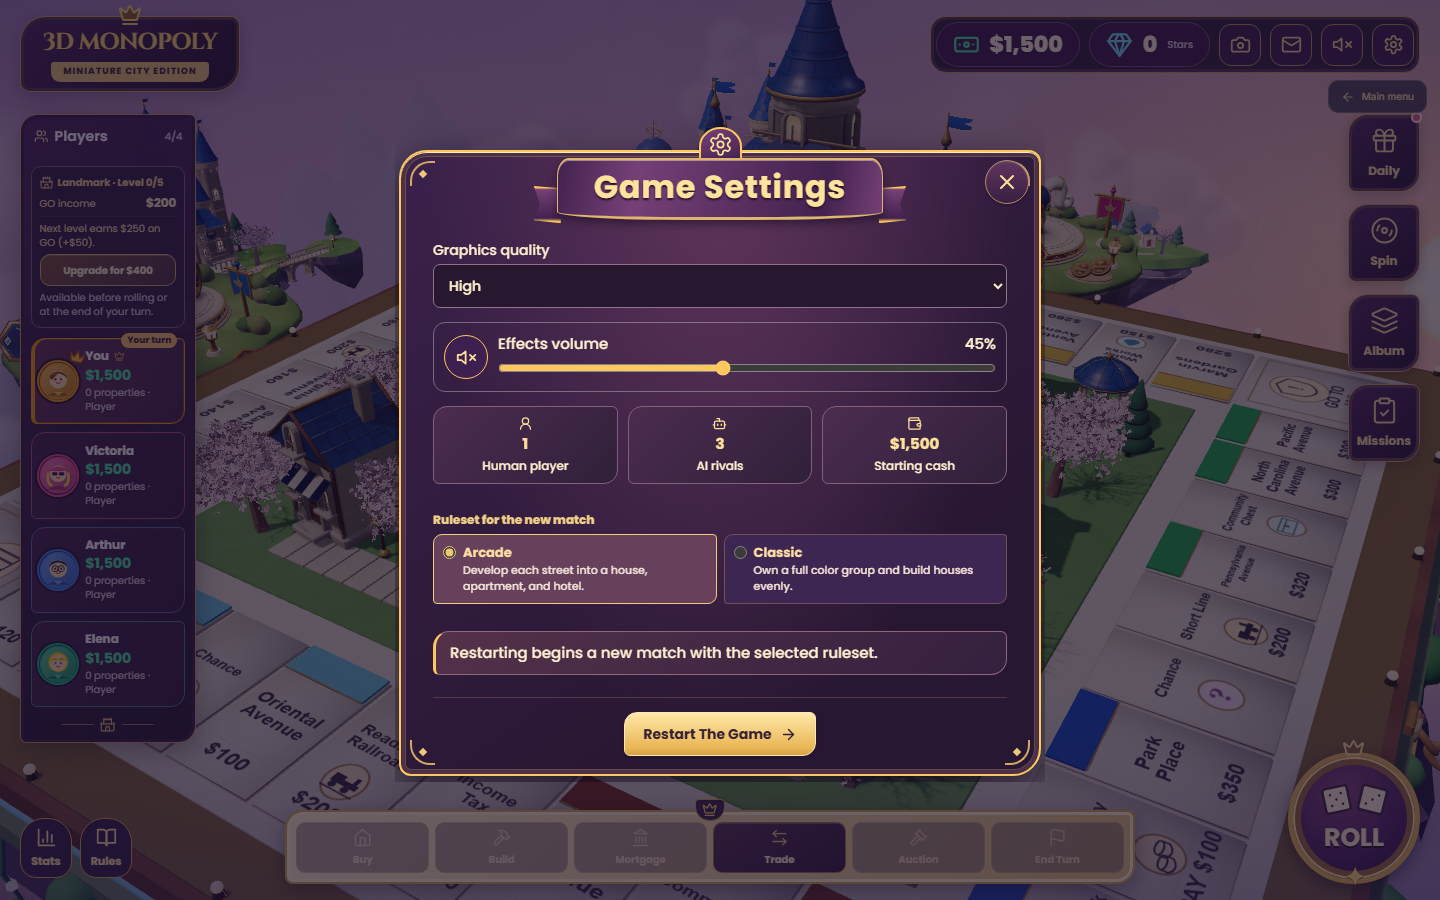 3D MONOPOLY
MINIATURE CITY EDITION
$1,500
0 Stars
Main menu
Players 4/4
Landmark · Level 0/5
GO income $200
Next level earns $250 on
GO (+$50).
Upgrade for $400
Available before rolling or
at the end of your turn.
Your turn
You
$1,500
0 properties ·
Player
Victoria
$1,500
0 properties ·
Player
Arthur
$1,500
0 properties ·
Player
Elena
$1,500
0 properties ·
Player
Game Settings
Graphics quality
High
Effects volume 45%
1
Human player
3
AI rivals
$1,500
Starting cash
Ruleset for the new match
Arcade
Develop each street into a house,
apartment, and hotel.
Classic
Own a full color group and build houses
evenly.
Restarting begins a new match with the selected ruleset.
Restart The Game
Daily
Spin
Album
Missions
$140
$280
GO TO
Pacific
Avenue
North
Carolina
Avenue
$300
Community
Chest
Pennsylvania
Avenue
$320
Short Line
$200
Chance
Park
Place
$350
PAY $100
Chance
Oriental
Avenue
$100
Income
Tax
Stats
Rules
Buy
Build
Mortgage
Trade
Auction
End Turn
ROLL